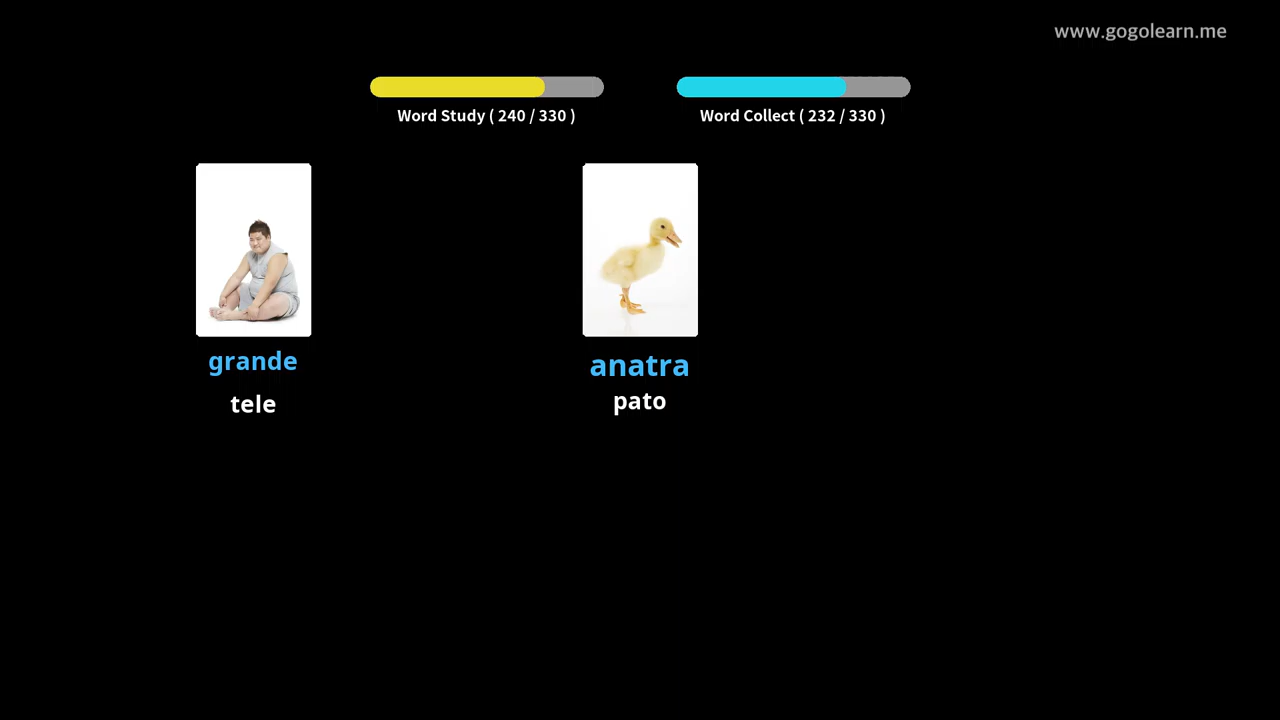 www.gogolearn.me
Word Study ( 240 / 330 )
Word Collect ( 232 / 330 )
grande
tele
anatra
pato